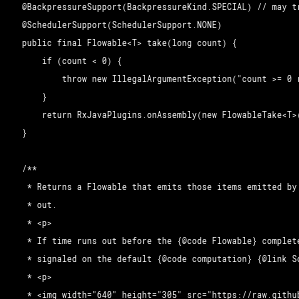 @BackpressureSupport(BackpressureKind.SPECIAL) // may
@SchedulerSupport(SchedulerSupport.NONE)
public final Flowable<T> take(long count) {
if (count < 0) {
throw new IllegalArgumentException("count >= 0
}
return RxJavaPlugins.onAssembly(new FlowableTake<T>(
}
/**
* Returns a Flowable that emits those items emitted by
* out.
* <p>
* If time runs out before the {@code Flowable} complete
* signaled on the default {@code computation} {@link
* <p>
* <img width="640" height="305" src="https://raw.github